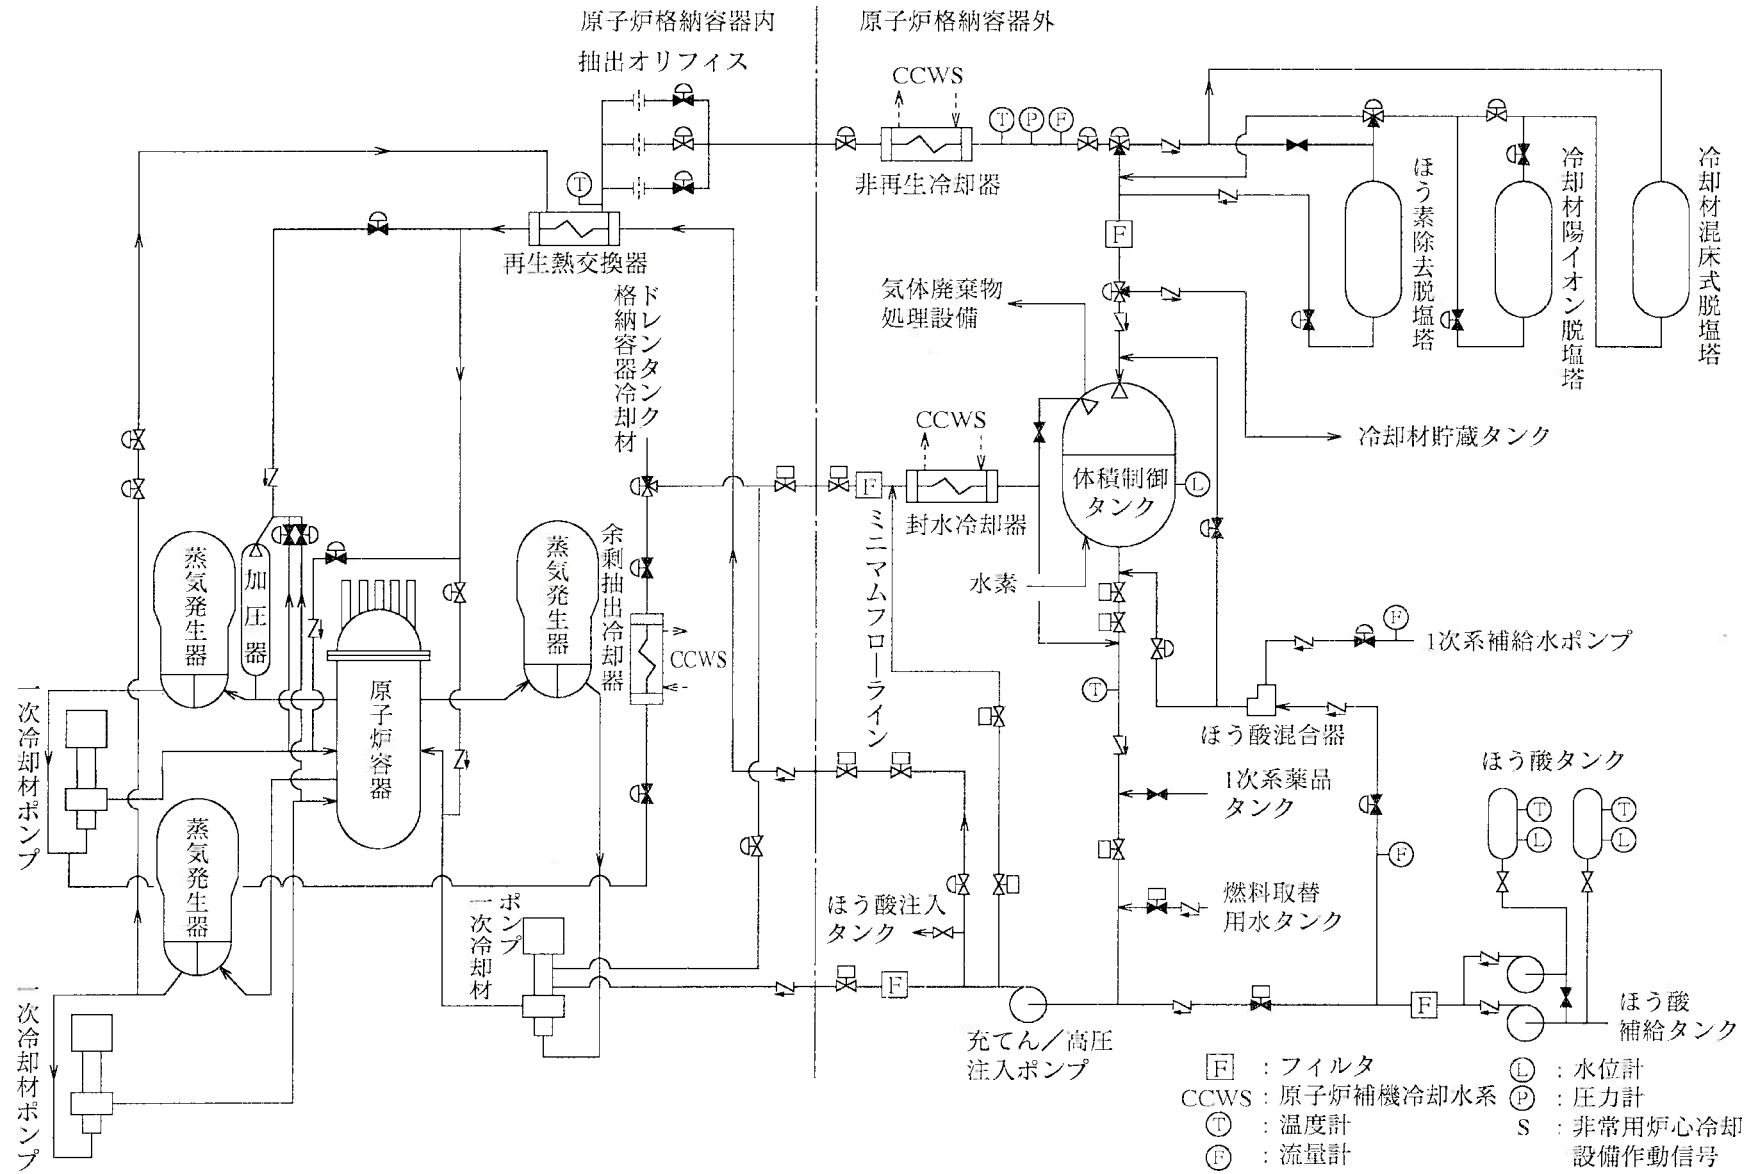 原子炉格納容器内
原子炉格納容器外
抽出オリフィス
CCWS
T
P
F
非再生冷却器
T
再生熱交換器
F
ほう素除去脱塩塔
冷却材陽イオン脱塩塔
冷却材混床式脱塩塔
気体廃棄物
処理設備
格納容器冷却材
ドレンタンク
CCWS
冷却材貯蔵タンク
F
封水冷却器
体積制御
タンク
L
水素
ミニマムフローライン
蒸気発生器
加圧器
蒸気発生器
余剰抽出冷却器
CCWS
原子炉容器
F
1次系補給水ポンプ
T
ほう酸混合器
一次冷却材ポンプ
1次系薬品
タンク
ほう酸タンク
T
L
T
L
F
蒸気発生器
燃料取替
用水タンク
ほう酸注入
タンク
一次冷却材
ポンプ
F
F
充てん／高圧
注入ポンプ
ほう酸
補給タンク
一次冷却材ポンプ
F : フィルタ
CCWS : 原子炉補機冷却水系
T : 温度計
F : 流量計
L : 水位計
P : 圧力計
S : 非常用炉心冷却
設備作動信号